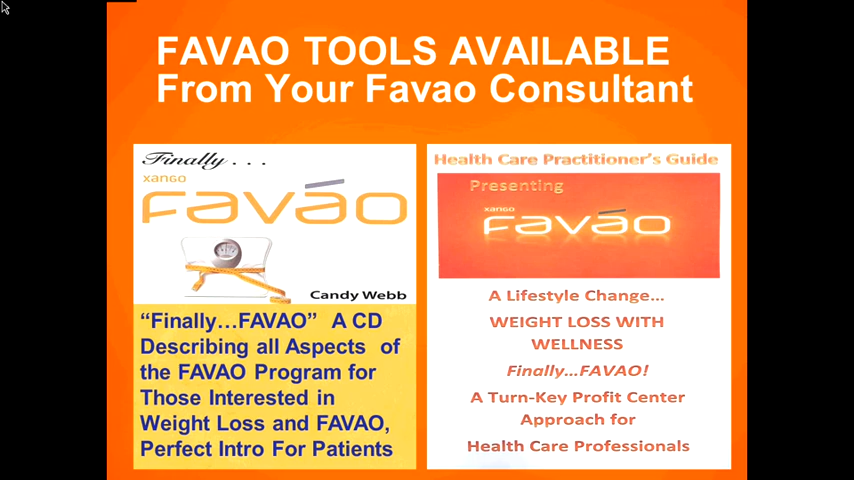 FAVAO TOOLS AVAILABLE
From Your Favao Consultant
Finally . . .
xango
favāo
Candy Webb
“Finally…FAVAO” A CD
Describing all Aspects of
the FAVAO Program for
Those Interested in
Weight Loss and FAVAO,
Perfect Intro For Patients
Health Care Practitioner's Guide
Presenting
xango
favāo
A Lifestyle Change…
WEIGHT LOSS WITH
WELLNESS
Finally…FAVAO!
A Turn-Key Profit Center
Approach for
Health Care Professionals